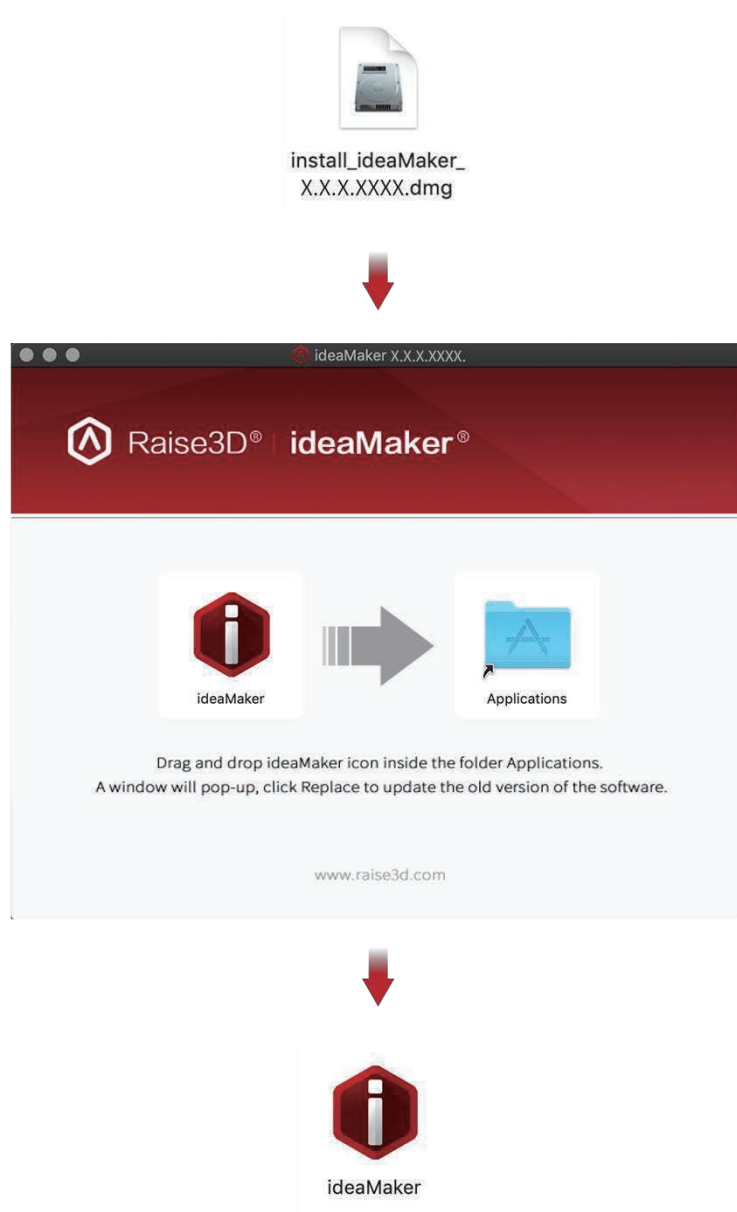 install_ideaMaker_
X.X.X.XXXX.dmg
ideaMaker X.X.X.XXXX.
Raise3D® | ideaMaker®
ideaMaker
Applications
Drag and drop ideaMaker icon inside the folder Applications.
A window will pop-up, click Replace to update the old version of the software.
www.raise3d.com
ideaMaker